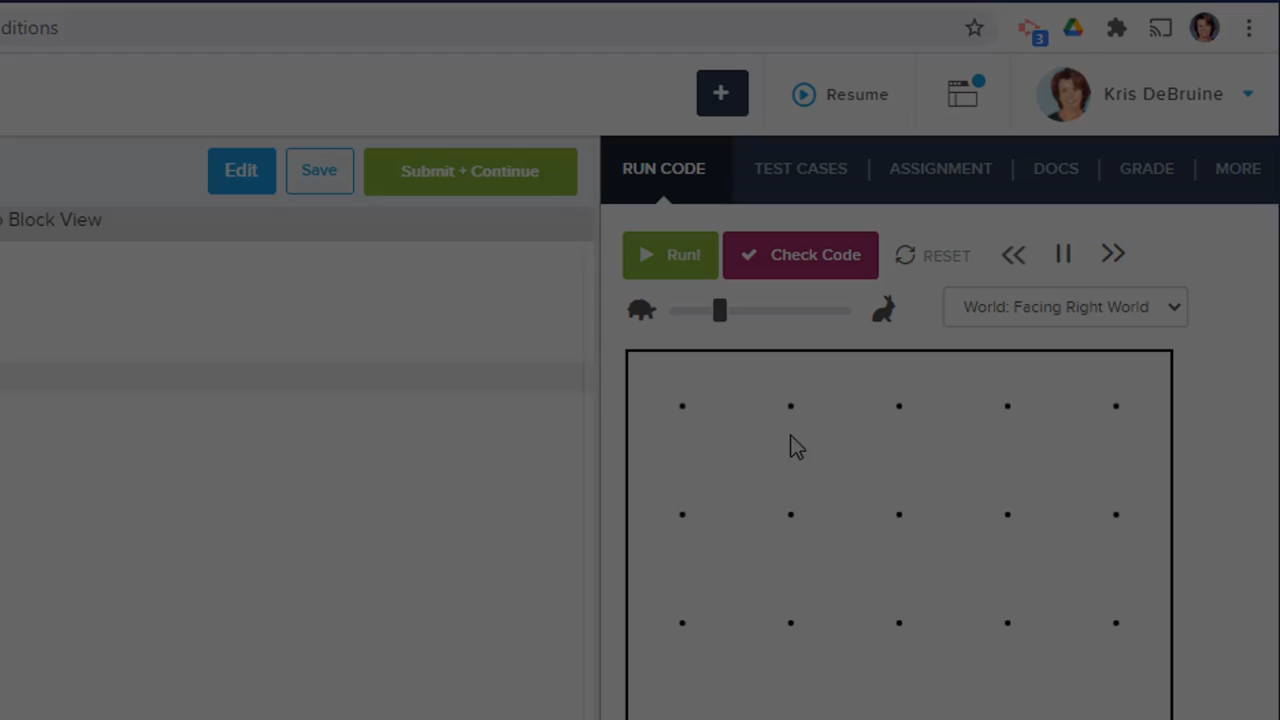 ditions
3
+
Resume
Kris DeBruine
Edit
Save
Submit + Continue
RUN CODE
TEST CASES
ASSIGNMENT
DOCS
GRADE
MORE
Block View
Run!
Check Code
RESET
World: Facing Right World